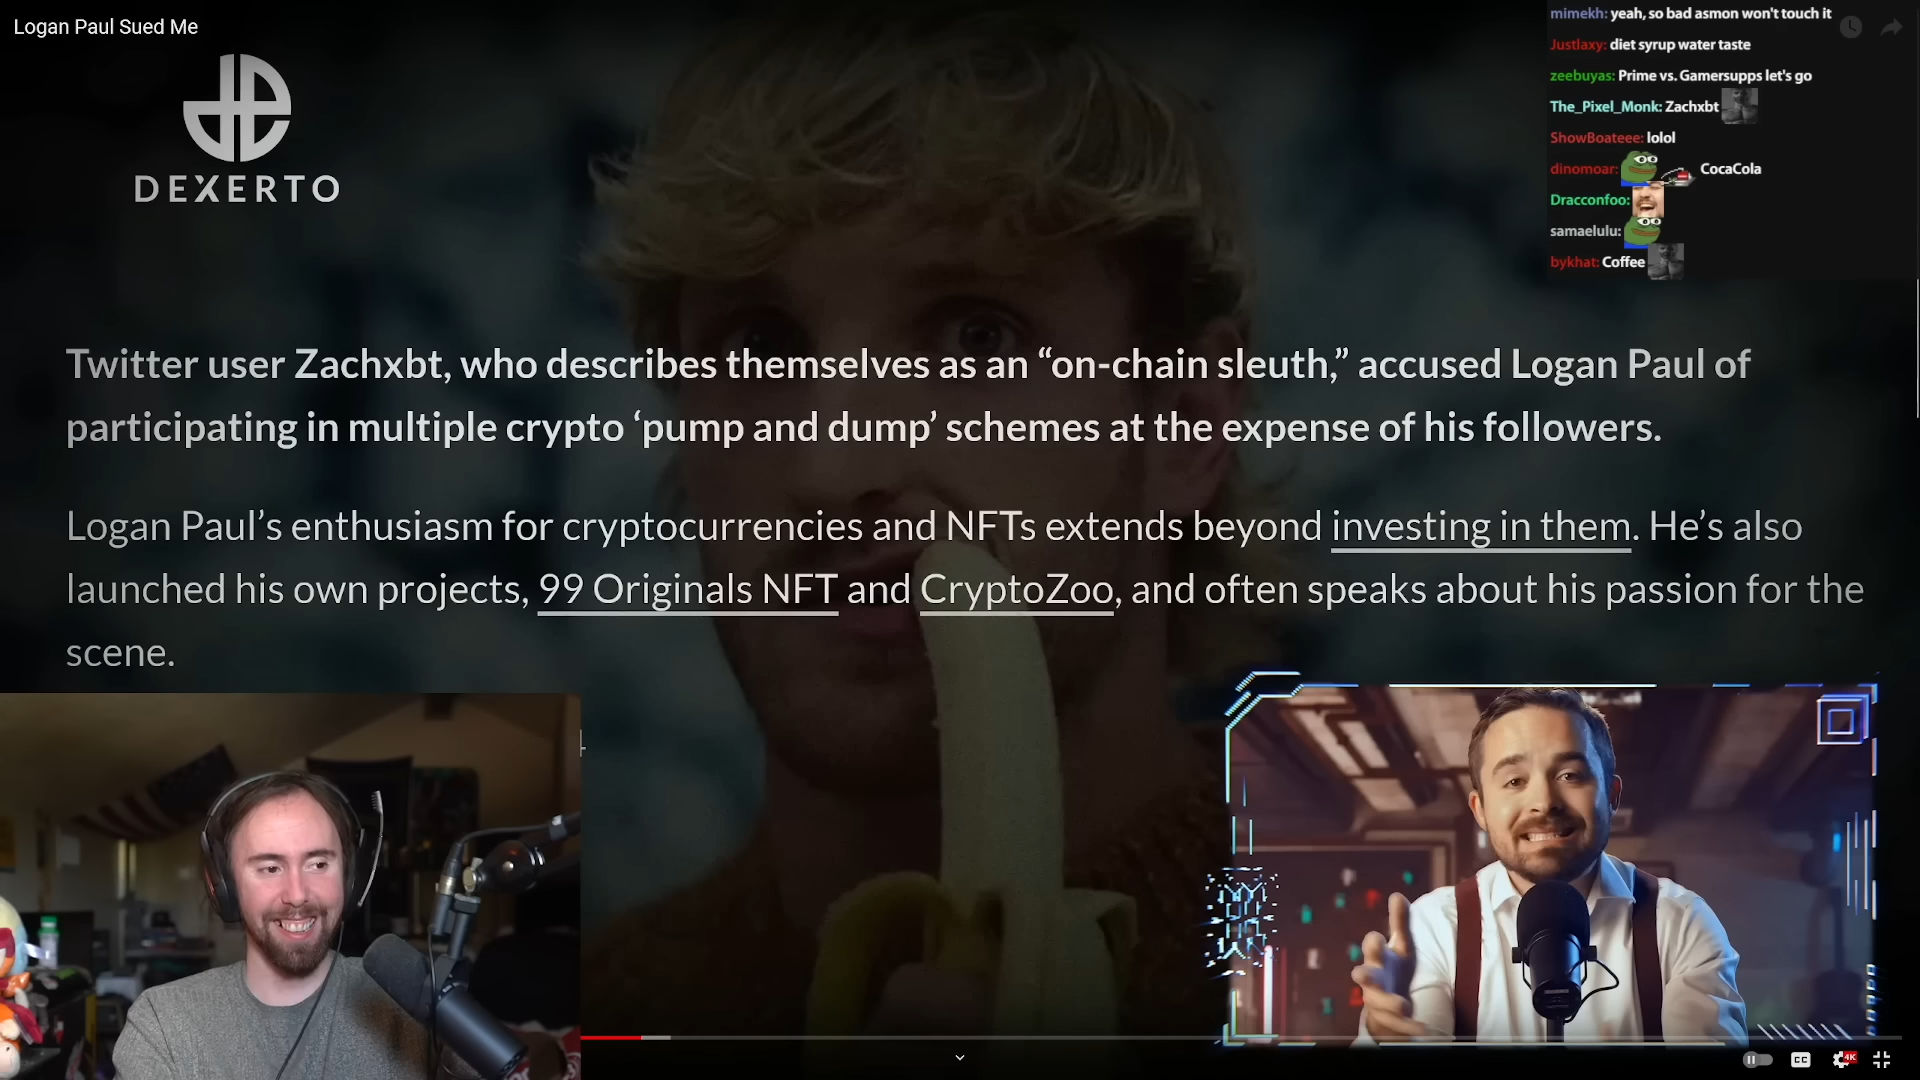 Logan Paul Sued Me
DEXERTO
mimekh: yeah, so bad asmon won't touch it
Justlaxy: diet syrup water taste
zeebuyas: Prime vs. Gamersupps let's go
The_Pixel_Monk: Zachxbt
ShowBoateee: lolol
dinomoar: CocaCola
Dracconfoo:
samaelulu:
bykhat: Coffee
Twitter user Zachxbt, who describes themselves as an “on-chain sleuth,” accused Logan Paul of
participating in multiple crypto ‘pump and dump’ schemes at the expense of his followers.
Logan Paul’s enthusiasm for cryptocurrencies and NFTs extends beyond investing in them. He’s also
launched his own projects, 99 Originals NFT and CryptoZoo, and often speaks about his passion for the
scene.
CC
4K